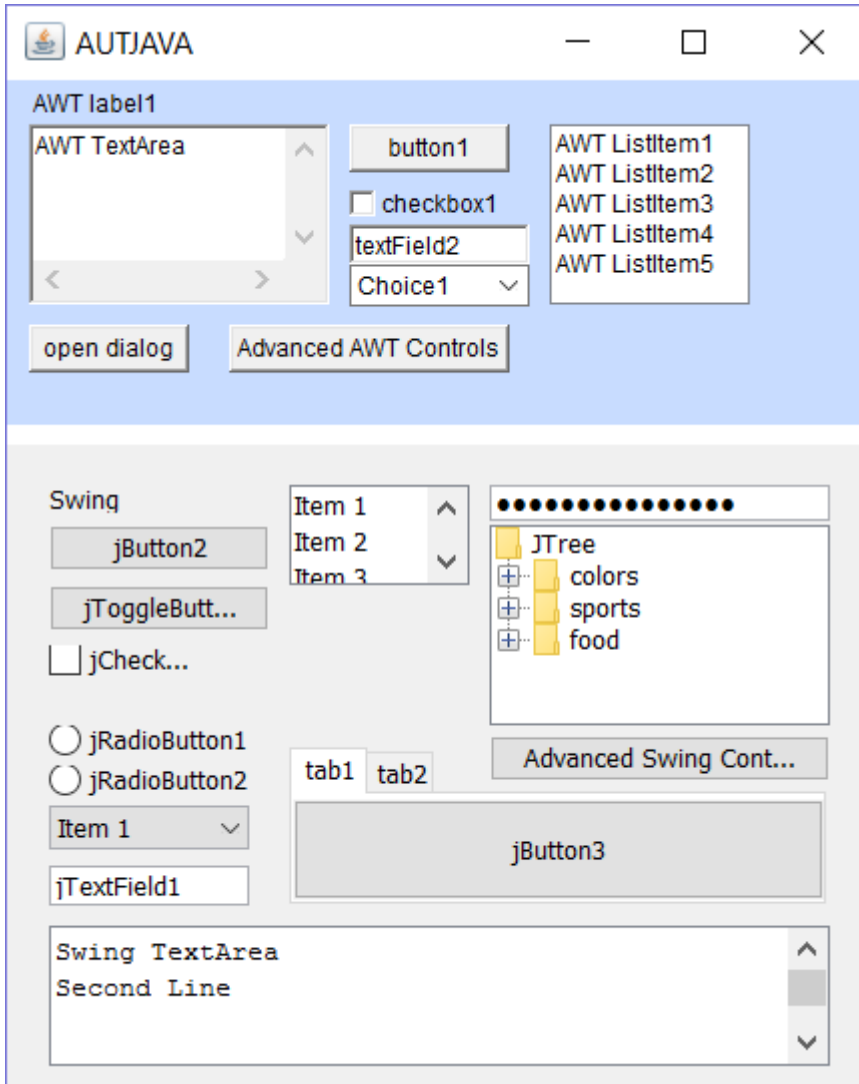 AUTJAVA
AWT label1
AWT TextArea
button1
checkbox1
textField2
Choice1
AWT ListItem1
AWT ListItem2
AWT ListItem3
AWT ListItem4
AWT ListItem5
open dialog
Advanced AWT Controls
Swing
jButton2
jToggleButt...
jCheck...
Item 1
Item 2
Item 3
●●●●●●●●●●●●●●●
JTree
colors
sports
food
Advanced Swing Cont...
jRadioButton1
jRadioButton2
Item 1
jTextField1
tab1
tab2
jButton3
Swing TextArea
Second Line